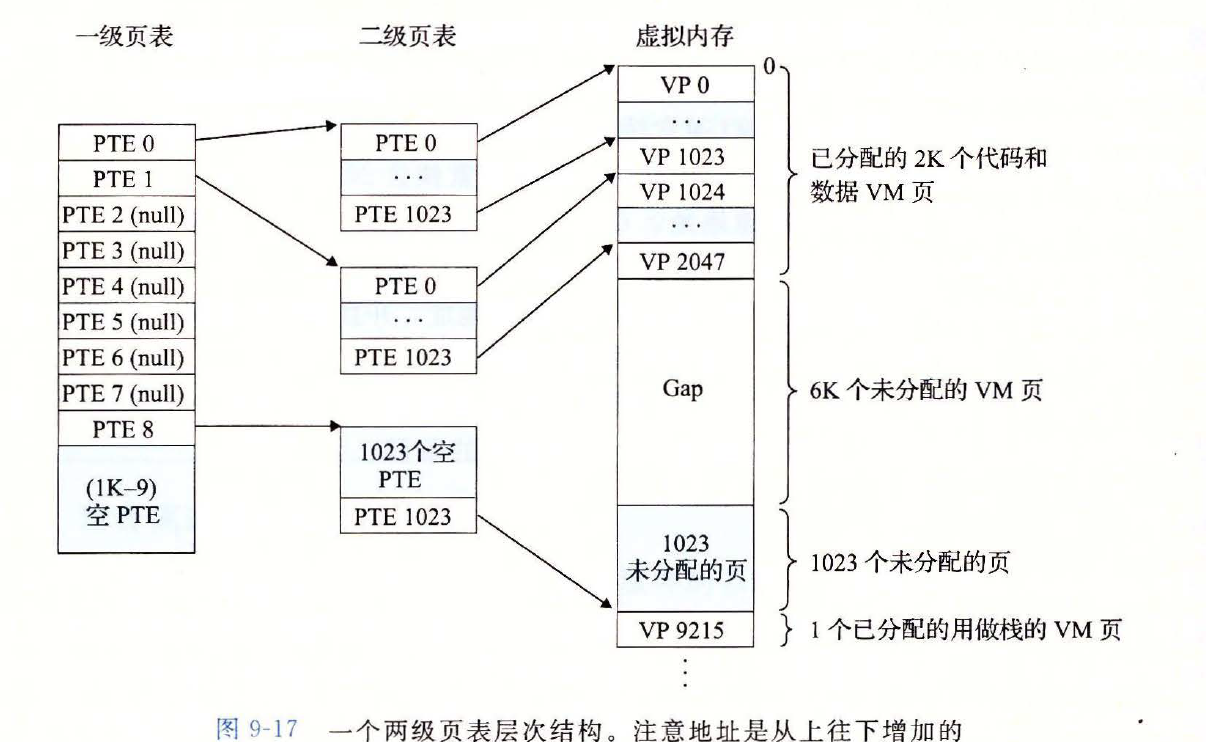 一级页表
二级页表
虚拟内存
PTE 0
PTE 1
PTE 2 (null)
PTE 3 (null)
PTE 4 (null)
PTE 5 (null)
PTE 6 (null)
PTE 7 (null)
PTE 8
(1K–9)
空 PTE
PTE 0
···
PTE 1023
PTE 0
···
PTE 1023
1023个空
PTE
PTE 1023
0
VP 0
···
VP 1023
VP 1024
···
VP 2047
Gap
1023
未分配的页
VP 9215
⋮
已分配的 2K 个代码和
数据 VM 页
6K 个未分配的 VM 页
1023 个未分配的页
1 个已分配的用做栈的 VM 页
图 9-17 一个两级页表层次结构。注意地址是从上往下增加的